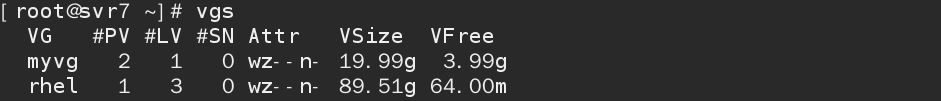 [root@svr7 ~]# vgs
  VG   #PV #LV #SN Attr   VSize  VFree
  myvg   2   1   0 wz--n- 19.99g  3.99g
  rhel   1   3   0 wz--n- 89.51g 64.00m